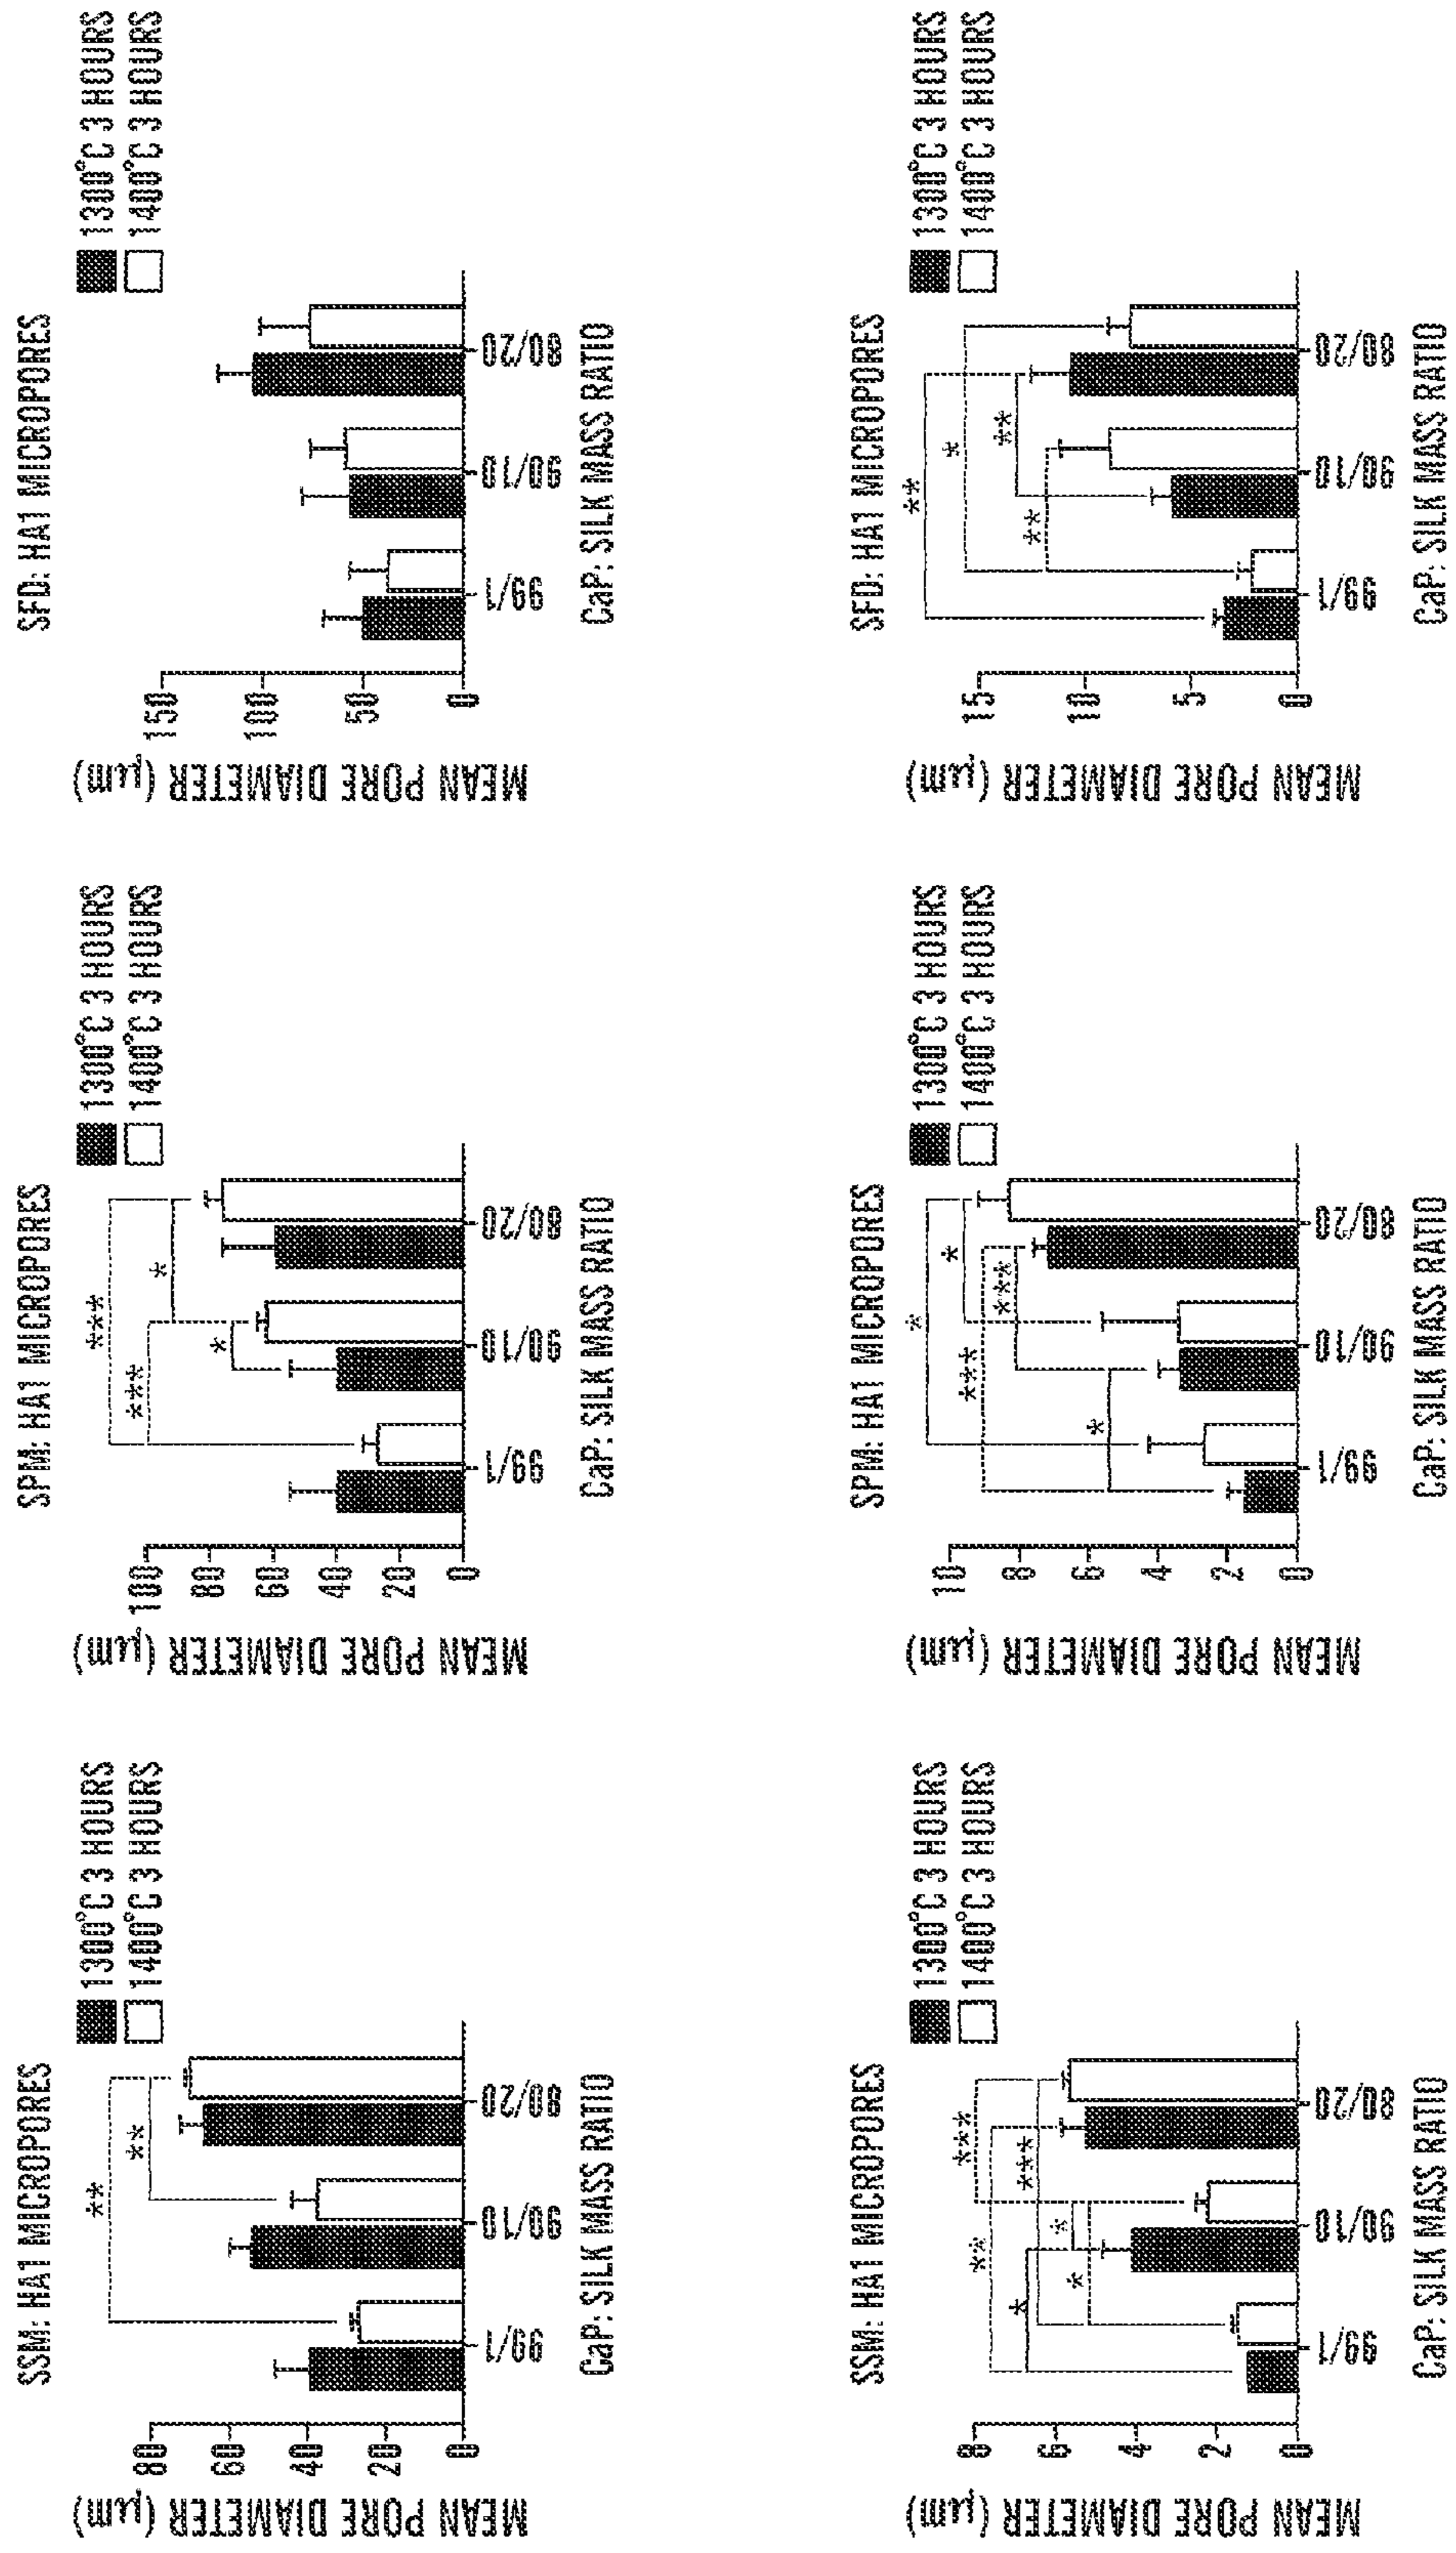 SSM: HA1 MICROPORES
1300°C 3 HOURS
1400°C 3 HOURS
**
**
MEAN PORE DIAMETER (μm)
80
60
40
20
0
99/1
90/10
80/20
CaP: SILK MASS RATIO
SPM: HA1 MICROPORES
1300°C 3 HOURS
1400°C 3 HOURS
***
***
*
*
MEAN PORE DIAMETER (μm)
100
80
60
40
20
0
99/1
90/10
80/20
CaP: SILK MASS RATIO
SFD: HA1 MICROPORES
1300°C 3 HOURS
1400°C 3 HOURS
MEAN PORE DIAMETER (μm)
150
100
50
0
99/1
90/10
80/20
CaP: SILK MASS RATIO
SSM: HA1 MICROPORES
1300°C 3 HOURS
1400°C 3 HOURS
***
**
***
*
*
*
MEAN PORE DIAMETER (μm)
8
6
4
2
0
99/1
90/10
80/20
CaP: SILK MASS RATIO
SPM: HA1 MICROPORES
1300°C 3 HOURS
1400°C 3 HOURS
*
*
***
***
*
MEAN PORE DIAMETER (μm)
10
8
6
4
2
0
99/1
90/10
80/20
CaP: SILK MASS RATIO
SFD: HA1 MICROPORES
1300°C 3 HOURS
1400°C 3 HOURS
**
*
**
**
MEAN PORE DIAMETER (μm)
15
10
5
0
99/1
90/10
80/20
CaP: SILK MASS RATIO